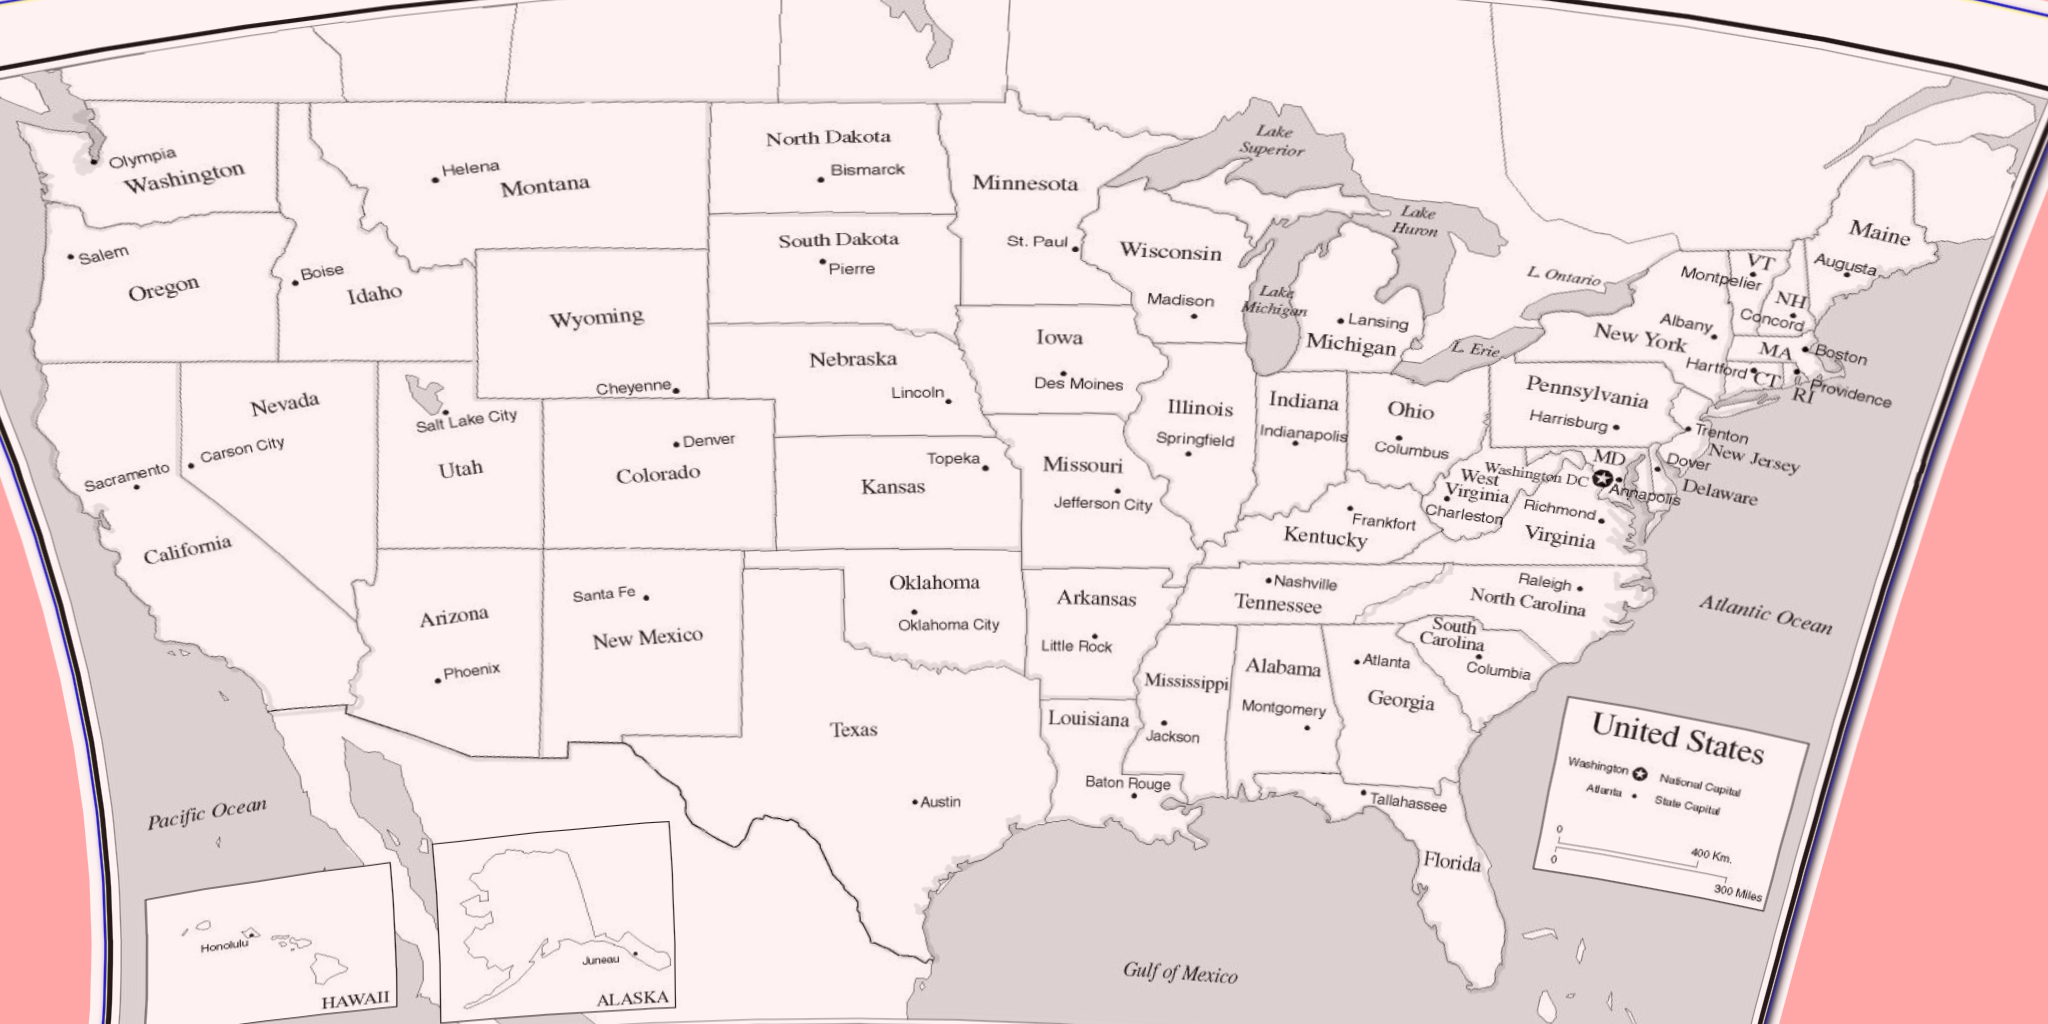 Olympia
Washington
Helena
Montana
North Dakota
Bismarck
Minnesota
St. Paul
Lake
Superior
Salem
Oregon
Boise
Idaho
South Dakota
Pierre
Wisconsin
Madison
Lake
Huron
Lake
Michigan
Lansing
Michigan
L. Ontario
L. Erie
Maine
Augusta
VT
Montpelier
NH
Concord
Albany
New York
MA
Boston
Hartford
CT
Providence
RI
Wyoming
Cheyenne
Nebraska
Lincoln
Iowa
Des Moines
Nevada
Carson City
Salt Lake City
Utah
Denver
Colorado
Topeka
Kansas
Missouri
Jefferson City
Illinois
Springfield
Indiana
Indianapolis
Ohio
Columbus
Pennsylvania
Harrisburg
Trenton
New Jersey
MD
Dover
Delaware
Washington DC
Annapolis
West
Virginia
Charleston
Richmond
Virginia
Sacramento
California
Frankfort
Kentucky
Arizona
Phoenix
Santa Fe
New Mexico
Oklahoma
Oklahoma City
Arkansas
Little Rock
Nashville
Tennessee
Raleigh
North Carolina
South
Carolina
Columbia
Atlantic Ocean
Texas
Austin
Louisiana
Baton Rouge
Mississippi
Jackson
Alabama
Montgomery
Atlanta
Georgia
Tallahassee
Florida
Pacific Ocean
Gulf of Mexico
Honolulu
HAWAII
Juneau
ALASKA
United States
Washington National Capital
Atlanta State Capital
0 400 Km.
0 300 Miles